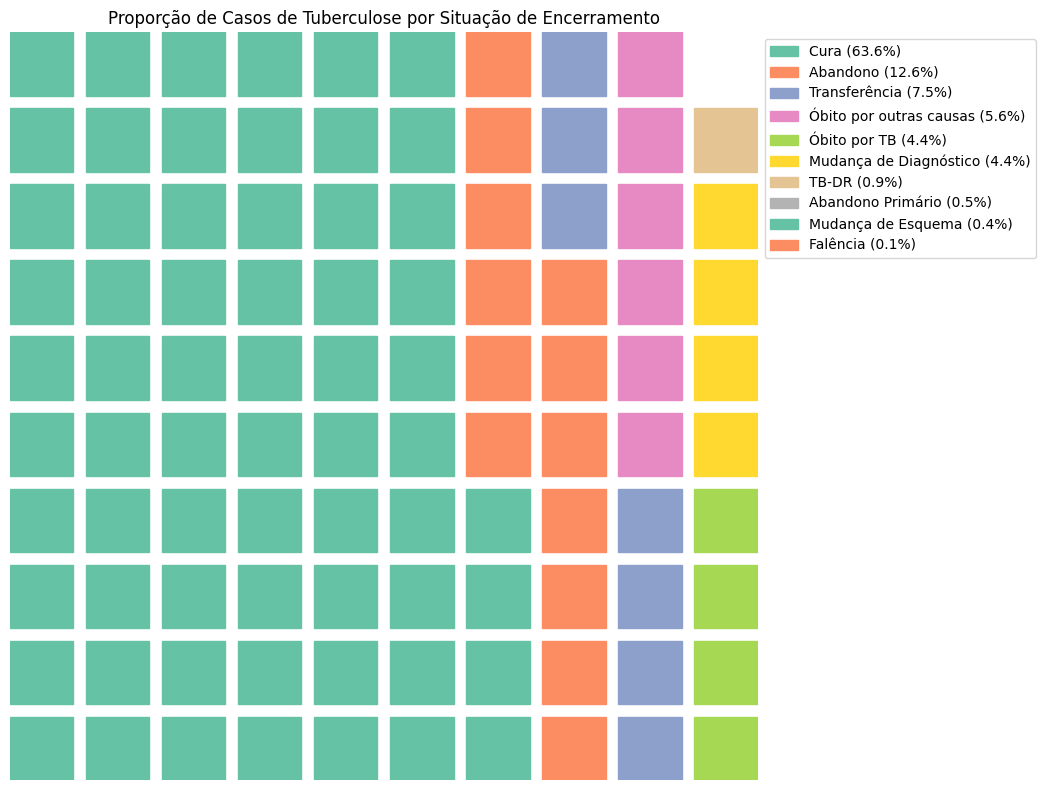 Proporção de Casos de Tuberculose por Situação de Encerramento
Cura (63.6%)
Abandono (12.6%)
Transferência (7.5%)
Óbito por outras causas (5.6%)
Óbito por TB (4.4%)
Mudança de Diagnóstico (4.4%)
TB-DR (0.9%)
Abandono Primário (0.5%)
Mudança de Esquema (0.4%)
Falência (0.1%)